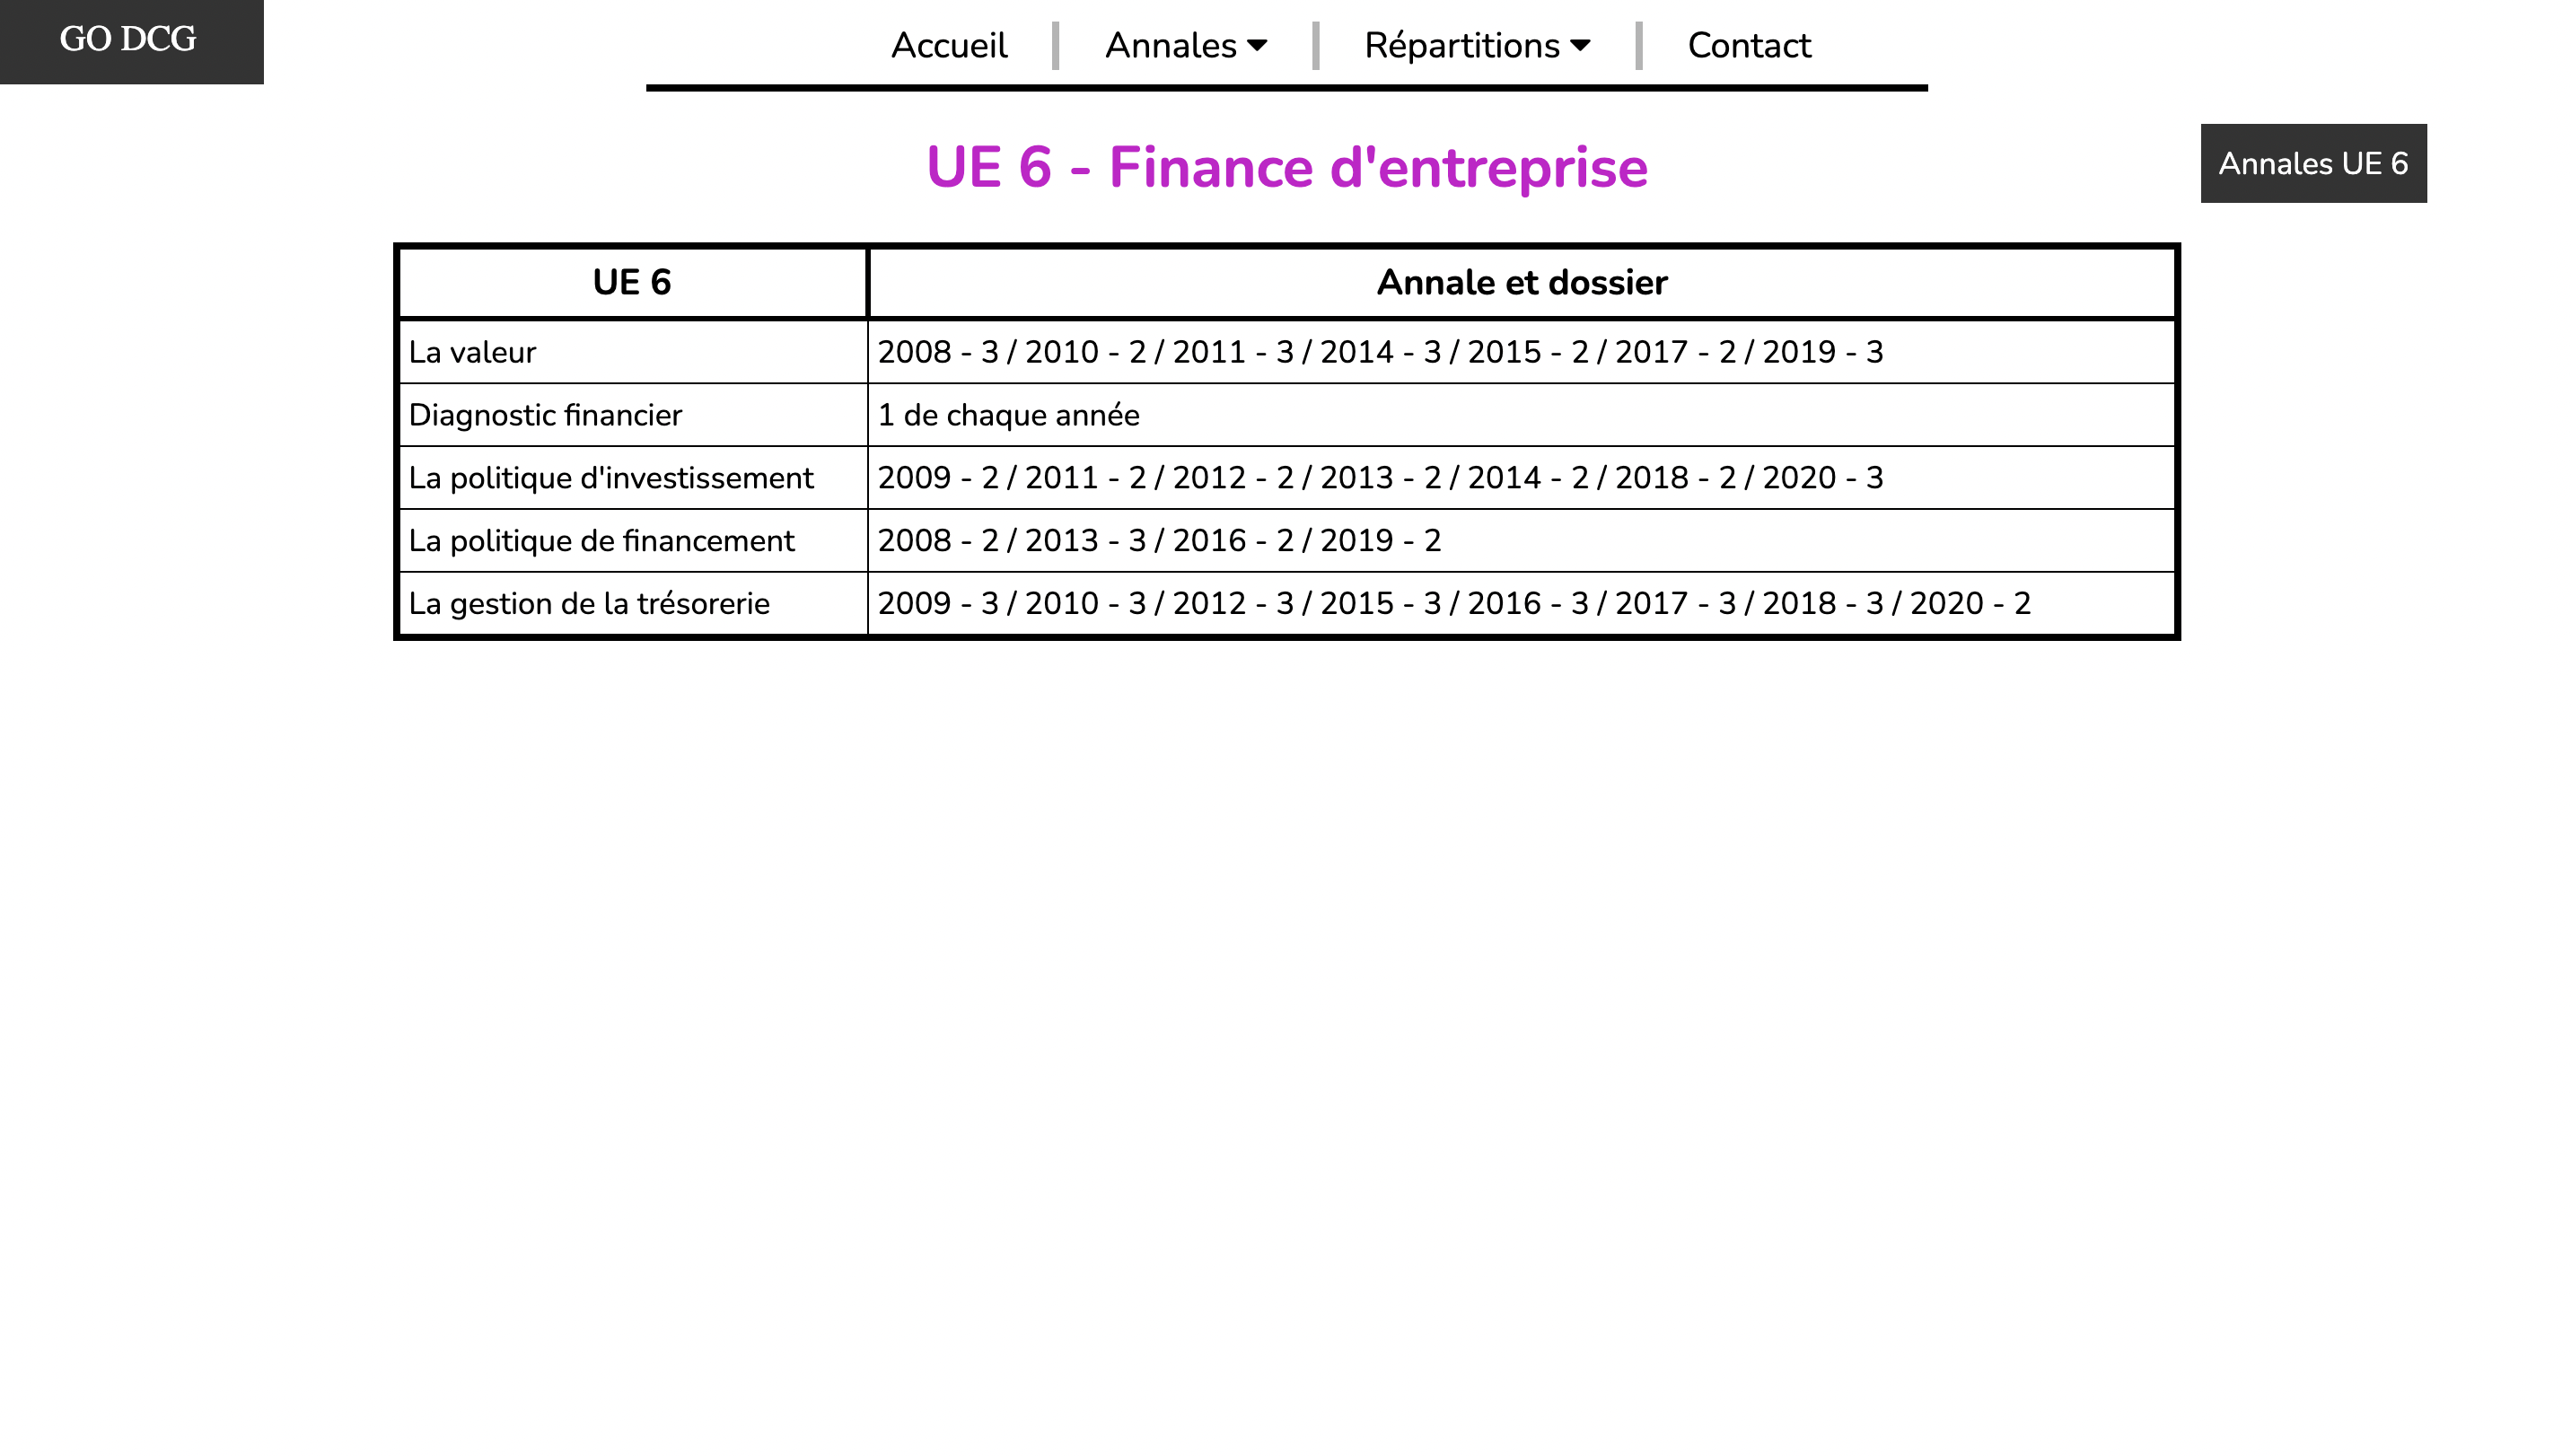 GO DCG
Accueil
Annales
Répartitions
Contact
UE 6 - Finance d'entreprise
Annales UE 6
UE 6
Annale et dossier
La valeur
2008 - 3 / 2010 - 2 / 2011 - 3 / 2014 - 3 / 2015 - 2 / 2017 - 2 / 2019 - 3
Diagnostic financier
1 de chaque année
La politique d'investissement
2009 - 2 / 2011 - 2 / 2012 - 2 / 2013 - 2 / 2014 - 2 / 2018 - 2 / 2020 - 3
La politique de financement
2008 - 2 / 2013 - 3 / 2016 - 2 / 2019 - 2
La gestion de la trésorerie
2009 - 3 / 2010 - 3 / 2012 - 3 / 2015 - 3 / 2016 - 3 / 2017 - 3 / 2018 - 3 / 2020 - 2